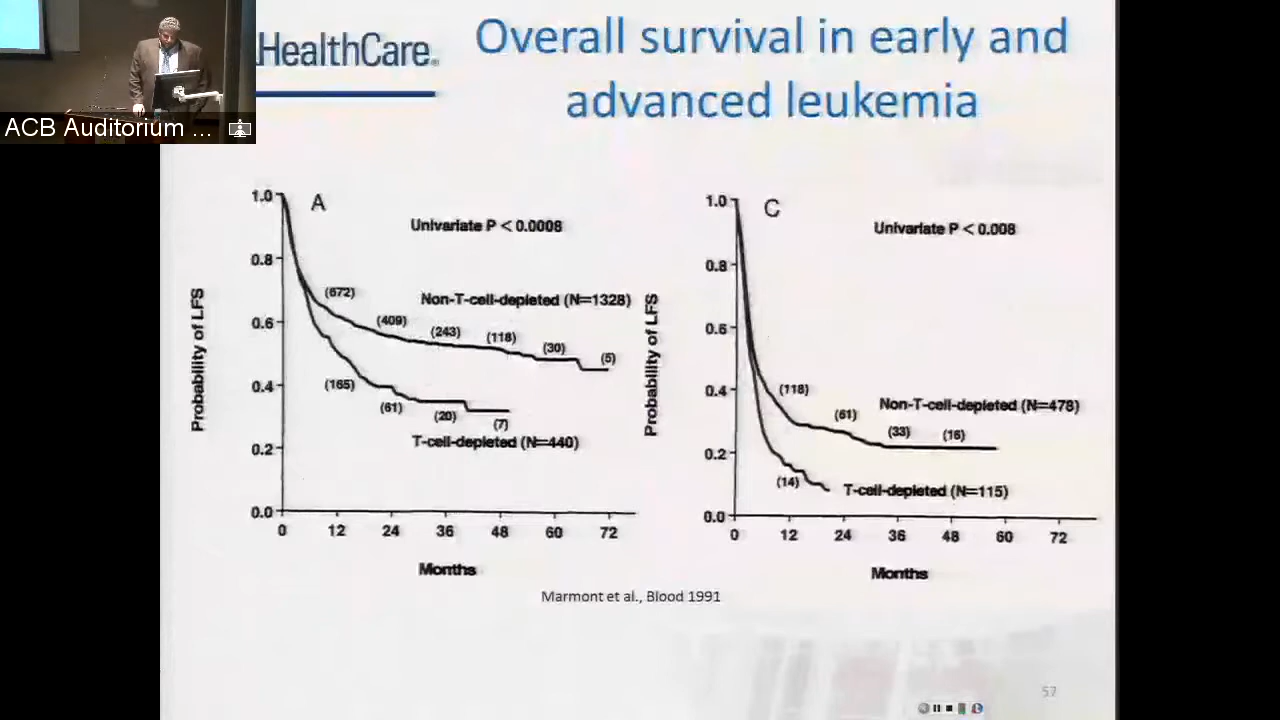 ACB Auditorium ...
HealthCare
Overall survival in early and
advanced leukemia
A
Univariate P < 0.0008
Probability of LFS
1.0
0.8
0.6
0.4
0.2
0.0
(672)
(409)
(243)
(118)
(30)
(5)
Non-T-cell-depleted (N=1328)
(165)
(61)
(20)
(7)
T-cell-depleted (N=440)
0 12 24 36 48 60 72
Months
C
Univariate P < 0.008
Probability of LFS
1.0
0.8
0.6
0.4
0.2
0.0
(118)
(61)
(33)
(16)
Non-T-cell-depleted (N=478)
(14)
T-cell-depleted (N=115)
0 12 24 36 48 60 72
Months
Marmont et al., Blood 1991
57